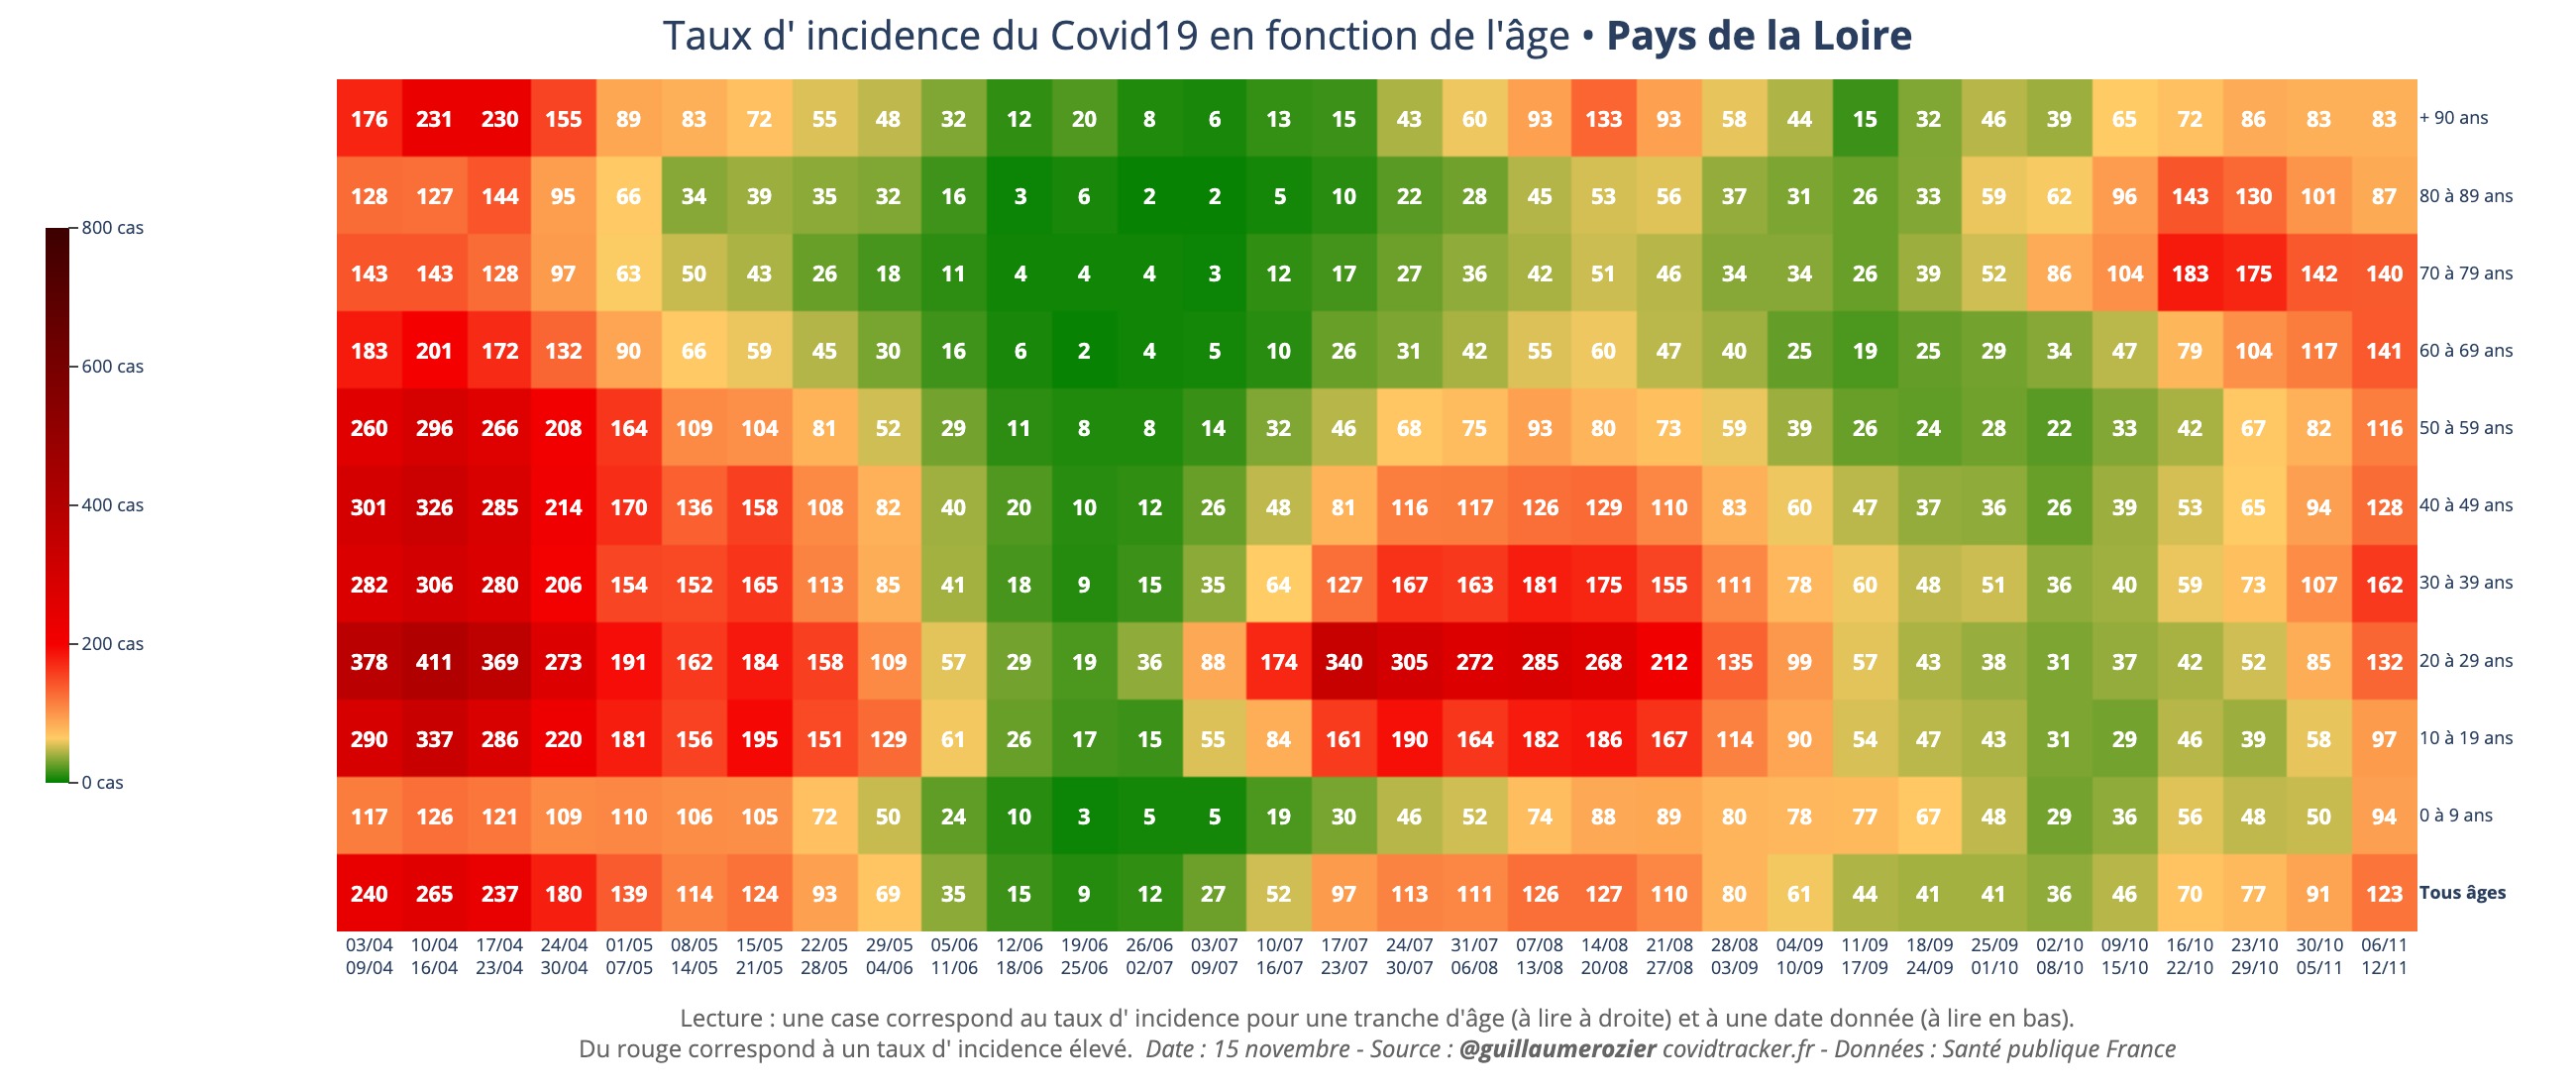 Taux d' incidence du Covid19 en fonction de l'âge • Pays de la Loire
800 cas
600 cas
400 cas
200 cas
0 cas
176 231 230 155 89 83 72 55 48 32 12 20 8 6 13 15 43 60 93 133 93 58 44 15 32 46 39 65 72 86 83 83 + 90 ans
128 127 144 95 66 34 39 35 32 16 3 6 2 2 5 10 22 28 45 53 56 37 31 26 33 59 62 96 143 130 101 87 80 à 89 ans
143 143 128 97 63 50 43 26 18 11 4 4 4 3 12 17 27 36 42 51 46 34 34 26 39 52 86 104 183 175 142 140 70 à 79 ans
183 201 172 132 90 66 59 45 30 16 6 2 4 5 10 26 31 42 55 60 47 40 25 19 25 29 34 47 79 104 117 141 60 à 69 ans
260 296 266 208 164 109 104 81 52 29 11 8 8 14 32 46 68 75 93 80 73 59 39 26 24 28 22 33 42 67 82 116 50 à 59 ans
301 326 285 214 170 136 158 108 82 40 20 10 12 26 48 81 116 117 126 129 110 83 60 47 37 36 26 39 53 65 94 128 40 à 49 ans
282 306 280 206 154 152 165 113 85 41 18 9 15 35 64 127 167 163 181 175 155 111 78 60 48 51 36 40 59 73 107 162 30 à 39 ans
378 411 369 273 191 162 184 158 109 57 29 19 36 88 174 340 305 272 285 268 212 135 99 57 43 38 31 37 42 52 85 132 20 à 29 ans
290 337 286 220 181 156 195 151 129 61 26 17 15 55 84 161 190 164 182 186 167 114 90 54 47 43 31 29 46 39 58 97 10 à 19 ans
117 126 121 109 110 106 105 72 50 24 10 3 5 5 19 30 46 52 74 88 89 80 78 77 67 48 29 36 56 48 50 94 0 à 9 ans
240 265 237 180 139 114 124 93 69 35 15 9 12 27 52 97 113 111 126 127 110 80 61 44 41 41 36 46 70 77 91 123 Tous âges
03/04 10/04 17/04 24/04 01/05 08/05 15/05 22/05 29/05 05/06 12/06 19/06 26/06 03/07 10/07 17/07 24/07 31/07 07/08 14/08 21/08 28/08 04/09 11/09 18/09 25/09 02/10 09/10 16/10 23/10 30/10 06/11
09/04 16/04 23/04 30/04 07/05 14/05 21/05 28/05 04/06 11/06 18/06 25/06 02/07 09/07 16/07 23/07 30/07 06/08 13/08 20/08 27/08 03/09 10/09 17/09 24/09 01/10 08/10 15/10 22/10 29/10 05/11 12/11
Lecture : une case correspond au taux d' incidence pour une tranche d'âge (à lire à droite) et à une date donnée (à lire en bas).
Du rouge correspond à un taux d' incidence élevé. Date : 15 novembre - Source : @guillaumerozier covidtracker.fr - Données : Santé publique France